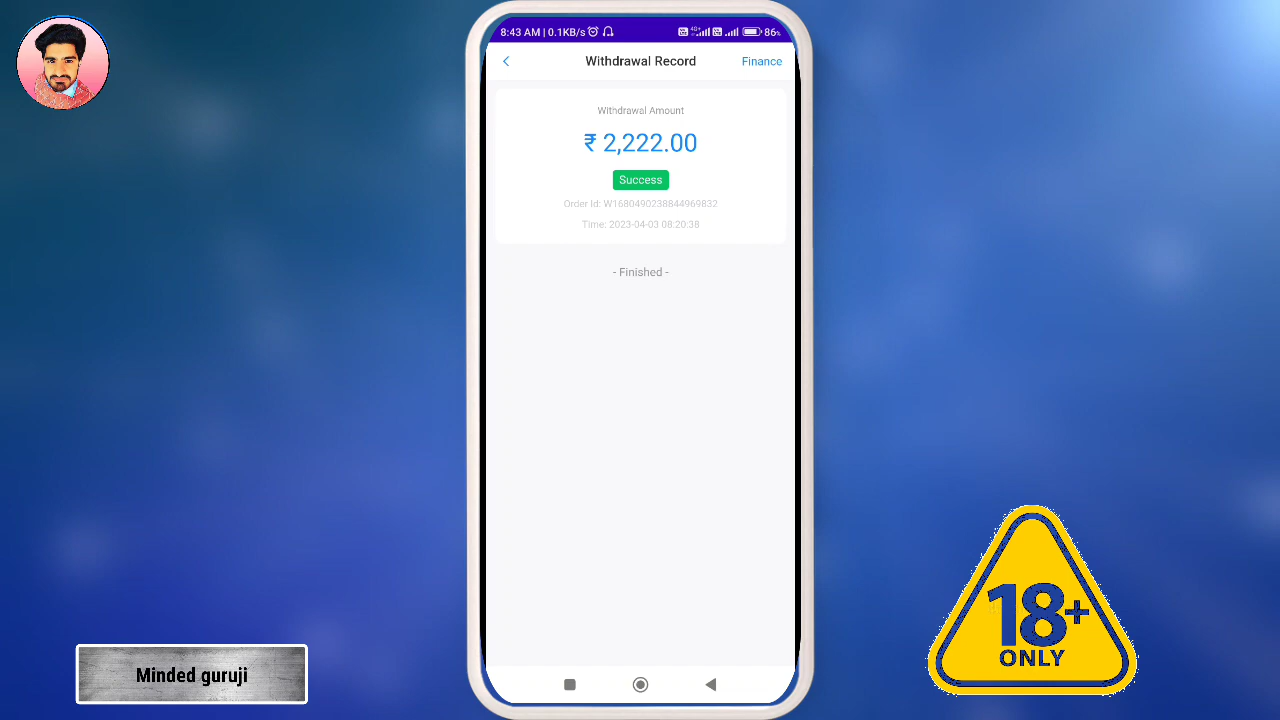 8:43 AM | 0.1KB/s 4G+ 86%
Withdrawal Record
Finance
Withdrawal Amount
₹ 2,222.00
Success
Order Id: W1680490238844969832
Time: 2023-04-03 08:20:38
- Finished -
18+
ONLY
Minded guruji